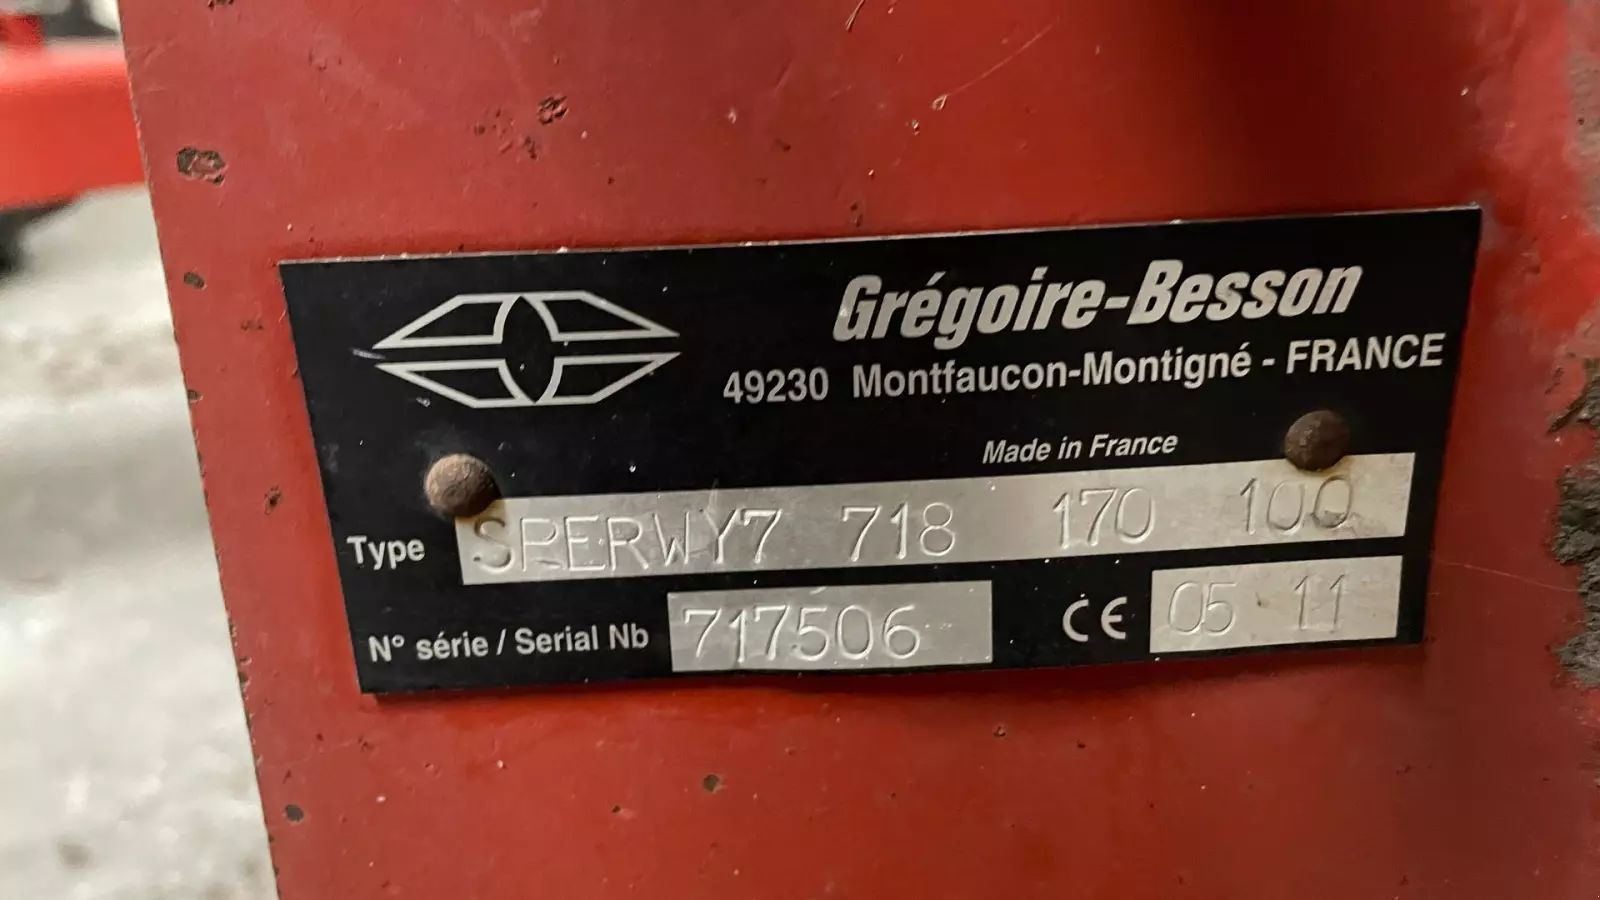 Grégoire-Besson
49230 Montfaucon-Montigné - FRANCE
Made in France
Type SPERWY7 718 170 100
N° série / Serial Nb 717506 CE 05 11